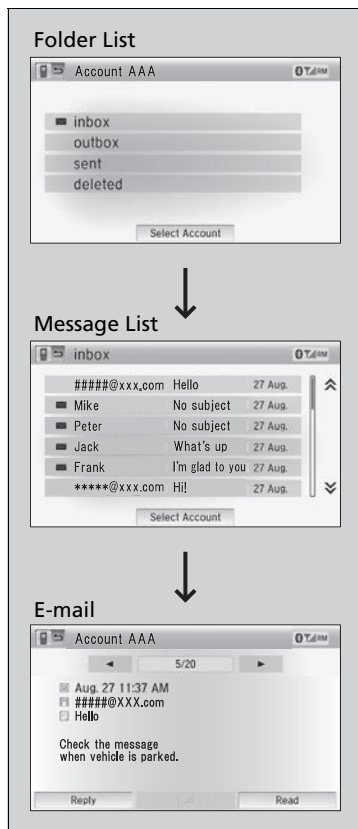 Folder List
Account AAA
inbox
outbox
sent
deleted
Select Account
Message List
inbox
#####@xxx.com Hello 27 Aug.
Mike No subject 27 Aug.
Peter No subject 27 Aug.
Jack What's up 27 Aug.
Frank I'm glad to you 27 Aug.
*****@xxx.com Hi! 27 Aug.
Select Account
E-mail
Account AAA
5/20
Aug. 27 11:37 AM
#####@XXX.com
Hello
Check the message
when vehicle is parked.
Reply Read